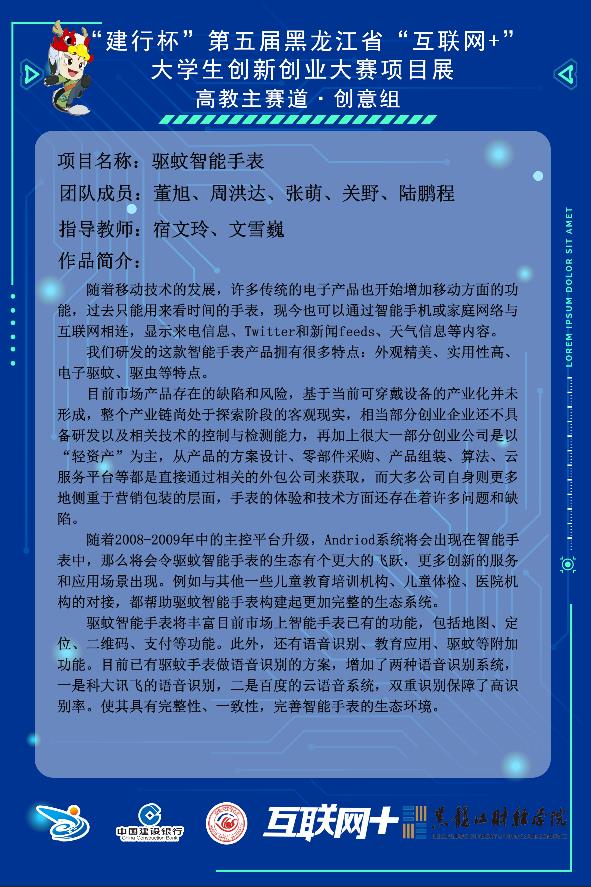 “建行杯”第五届黑龙江省“互联网+”
大学生创新创业大赛项目展
高教主赛道·创意组
项目名称：驱蚊智能手表
团队成员：董旭、周洪达、张萌、关野、陆鹏程
指导教师：宿文玲、文雪巍
作品简介：
随着移动技术的发展，许多传统的电子产品也开始增加移动方面的功
能，过去只能用来看时间的手表，现今也可以通过智能手机或家庭网络与
互联网相连，显示来电信息、Twitter和新闻feeds、天气信息等内容。
我们研发的这款智能手表产品拥有很多特点：外观精美、实用性高、
电子驱蚊、驱虫等特点。
目前市场产品存在的缺陷和风险，基于当前可穿戴设备的产业化并未
形成，整个产业链尚处于探索阶段的客观现实，相当部分创业企业还不具
备研发以及相关技术的控制与检测能力，再加上很大一部分创业公司是以
“轻资产”为主，从产品的方案设计、零部件采购、产品组装、算法、云
服务平台等都是直接通过相关的外包公司来获取，而大多公司自身则更多
地侧重于营销包装的层面，手表的体验和技术方面还存在着许多问题和缺
陷。
随着2008-2009年中的主控平台升级，Andriod系统将会出现在智能手
表中，那么将会令驱蚊智能手表的生态有个更大的飞跃，更多创新的服务
和应用场景出现。例如与其他一些儿童教育培训机构、儿童体检、医院机
构的对接，都帮助驱蚊智能手表构建起更加完整的生态系统。
驱蚊智能手表将丰富目前市场上智能手表已有的功能，包括地图、定
位、二维码、支付等功能。此外，还有语音识别、教育应用、驱蚊等附加
功能。目前已有驱蚊手表做语音识别的方案，增加了两种语音识别系统，
一是科大讯飞的语音识别，二是百度的云语音系统，双重识别保障了高识
别率。使其具有完整性、一致性，完善智能手表的生态环境。
LOREM IPSUM DOLOR SIT AMET
中国建设银行
China Construction Bank
互联网+
黑龍江財經學院